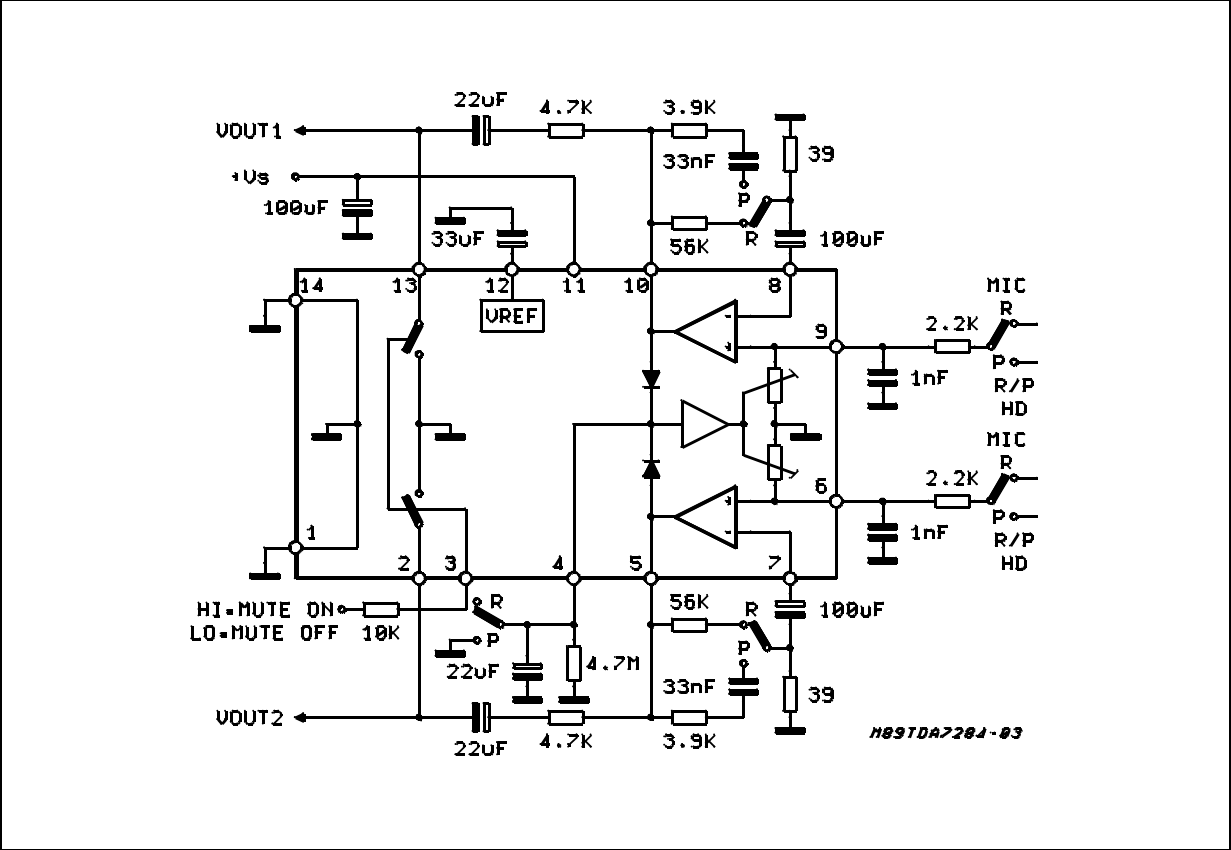 22uF
4.7K
3.9K
VOUT1
33nF
39
+Vs
P
100uF
33uF
56K
R
100uF
14
13
12
11
10
8
MIC
R
VREF
9
2.2K
P
1nF
R/P
HD
MIC
R
6
2.2K
P
1
1nF
R/P
2
3
4
5
7
HD
HI=MUTE ON
R
56K
R
100uF
LO=MUTE OFF
10K
P
P
22uF
4.7M
33nF
39
VOUT2
4.7K
3.9K
M89TDA7284-03
22uF